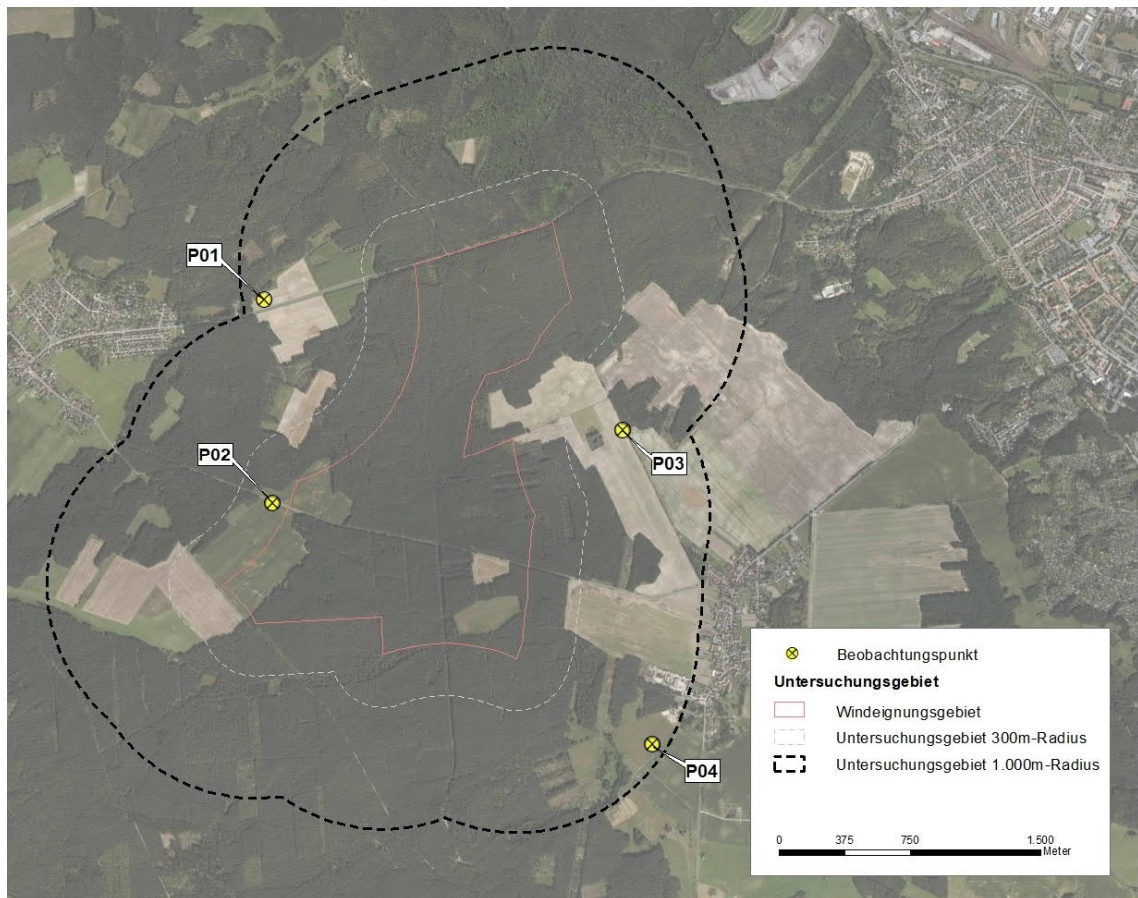 P01
P02
P03
P04
Beobachtungspunkt
Untersuchungsgebiet
Windeignungsgebiet
Untersuchungsgebiet 300m-Radius
Untersuchungsgebiet 1.000m-Radius
0 375 750 1.500
Meter